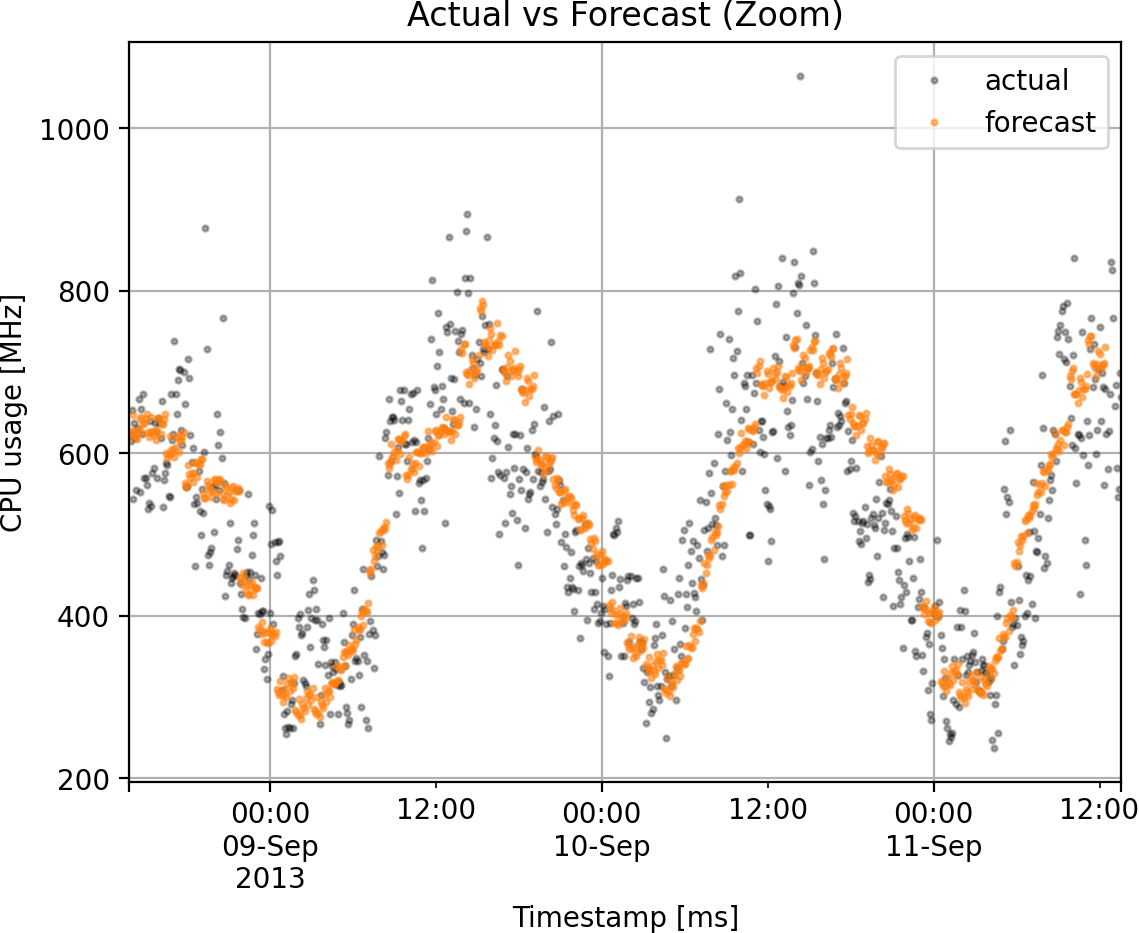 Actual vs Forecast (Zoom)
actual
forecast
CPU usage [MHz]
1000
800
600
400
200
00:00
09-Sep
2013
12:00
00:00
10-Sep
12:00
00:00
11-Sep
12:00
Timestamp [ms]